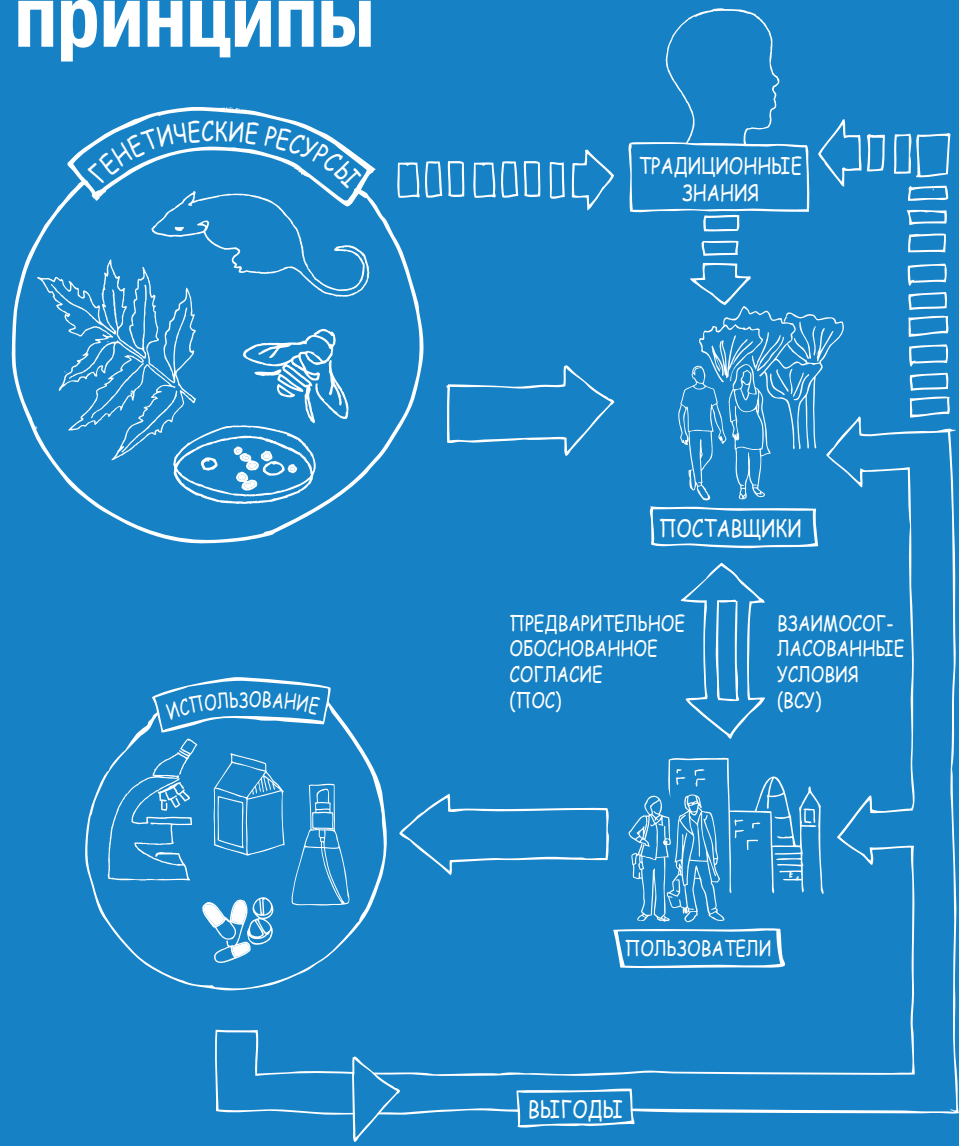 принципы
ГЕНЕТИЧЕСКИЕ РЕСУРСЫ
ТРАДИЦИОННЫЕ
ЗНАНИЯ
ПОСТАВЩИКИ
ПРЕДВАРИТЕЛЬНОЕ
ОБОСНОВАННОЕ
СОГЛАСИЕ
(ПОС)
ВЗАИМОСОГ-
ЛАСОВАННЫЕ
УСЛОВИЯ
(ВСУ)
ИСПОЛЬЗОВАНИЕ
ПОЛЬЗОВАТЕЛИ
ВЫГОДЫ